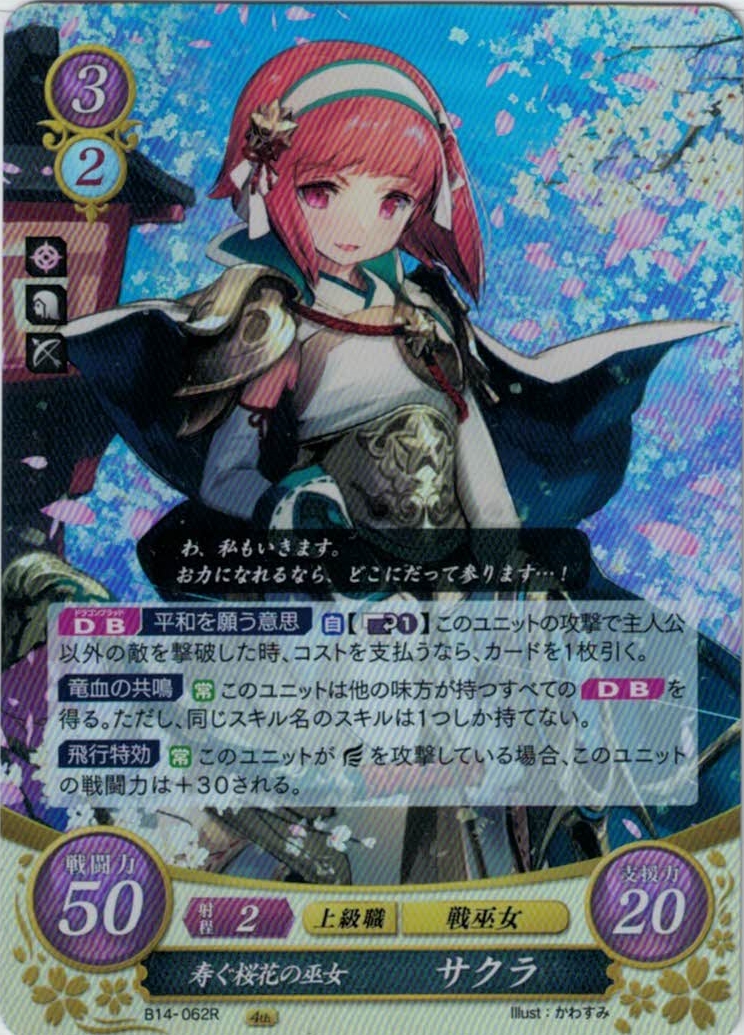 3
2
わ、私もいきます。
お力になれるなら、どこにだって参ります…!
ドラゴンブラッド
DB 平和を願う意思 自【 1】このユニットの攻撃で主人公
以外の敵を撃破した時、コストを支払うなら、カードを1枚引く。
竜血の共鳴 常 このユニットは他の味方が持つすべての DB を
得る。ただし、同じスキル名のスキルは1つしか持てない。
飛行特効 常 このユニットが を攻撃している場合、このユニット
の戦闘力は+30される。
戦闘力
50
射程 2 上級職 戦巫女
支援力
20
寿ぐ桜花の巫女 サクラ
B14-062R 4th Illust:かわすみ